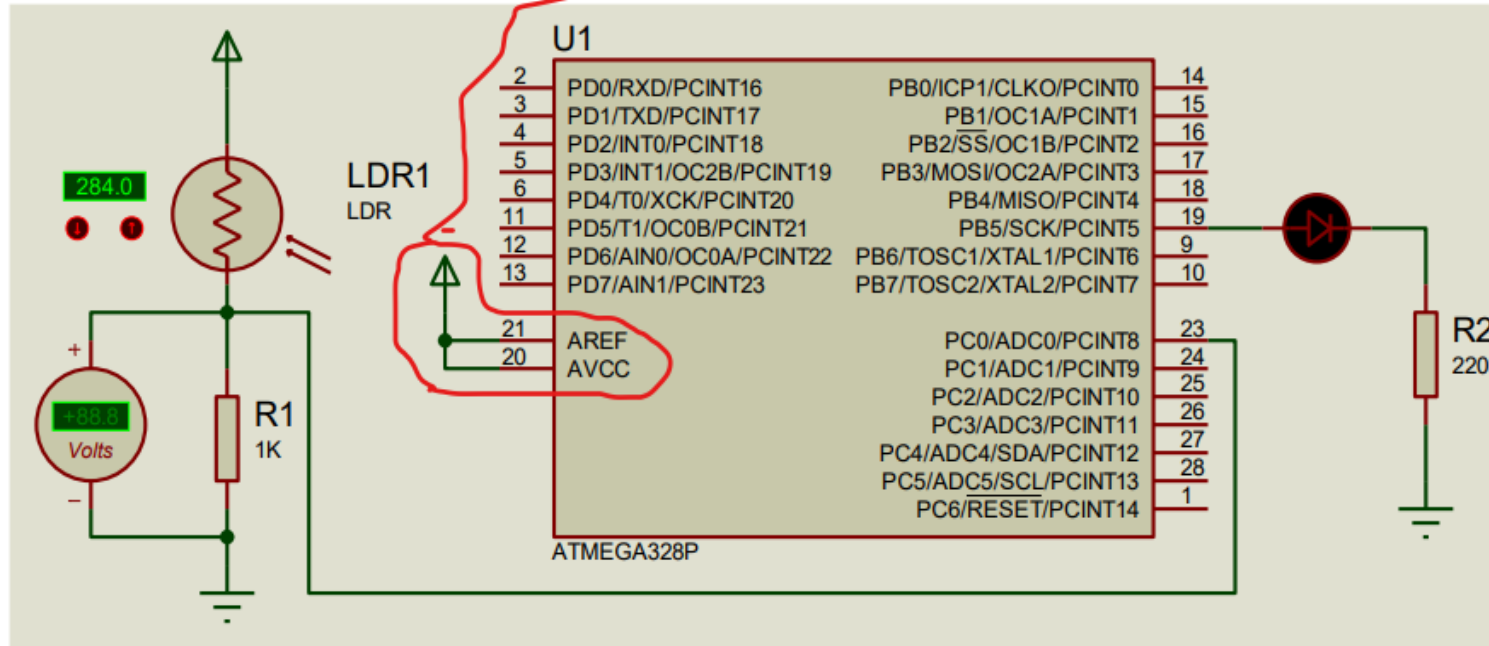 U1
2 PD0/RXD/PCINT16 PB0/ICP1/CLKO/PCINT0 14
3 PD1/TXD/PCINT17 PB1/OC1A/PCINT1 15
4 PD2/INT0/PCINT18 PB2/SS/OC1B/PCINT2 16
5 PD3/INT1/OC2B/PCINT19 PB3/MOSI/OC2A/PCINT3 17
6 PD4/T0/XCK/PCINT20 PB4/MISO/PCINT4 18
11 PD5/T1/OC0B/PCINT21 PB5/SCK/PCINT5 19
12 PD6/AIN0/OC0A/PCINT22 PB6/TOSC1/XTAL1/PCINT6 9
13 PD7/AIN1/PCINT23 PB7/TOSC2/XTAL2/PCINT7 10
21 AREF PC0/ADC0/PCINT8 23
20 AVCC PC1/ADC1/PCINT9 24
PC2/ADC2/PCINT10 25
PC3/ADC3/PCINT11 26
PC4/ADC4/SDA/PCINT12 27
PC5/ADC5/SCL/PCINT13 28
PC6/RESET/PCINT14 1
ATMEGA328P
284.0
LDR1
LDR
+
+88.8
Volts
−
R1
1K
R2
220